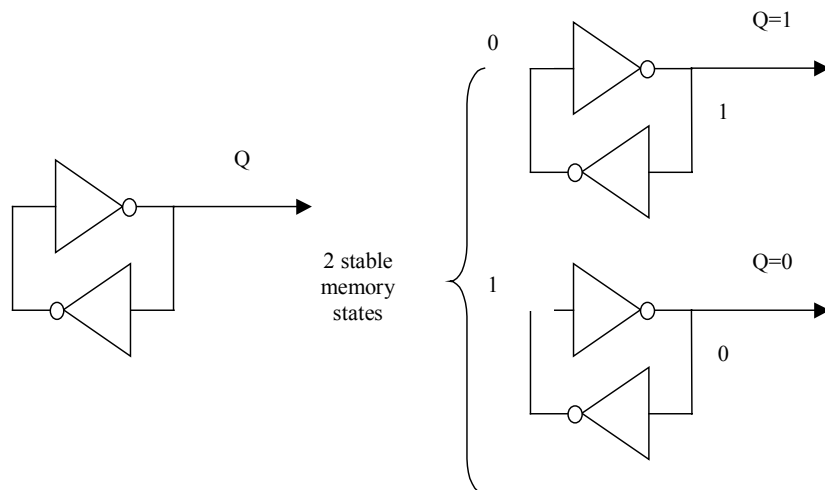 Q
2 stable
memory
states
0
Q=1
1
1
Q=0
0